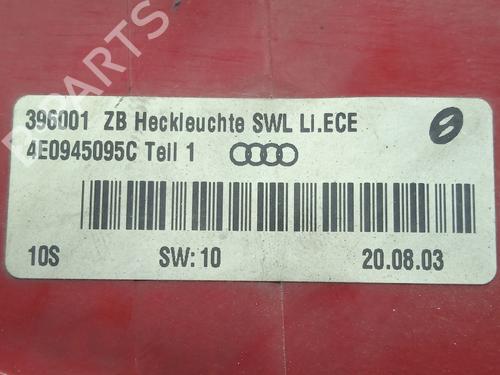 396001 ZB Heckleuchte SWL Li.ECE
4E0945095C Teil 1
10S SW: 10 20.08.03